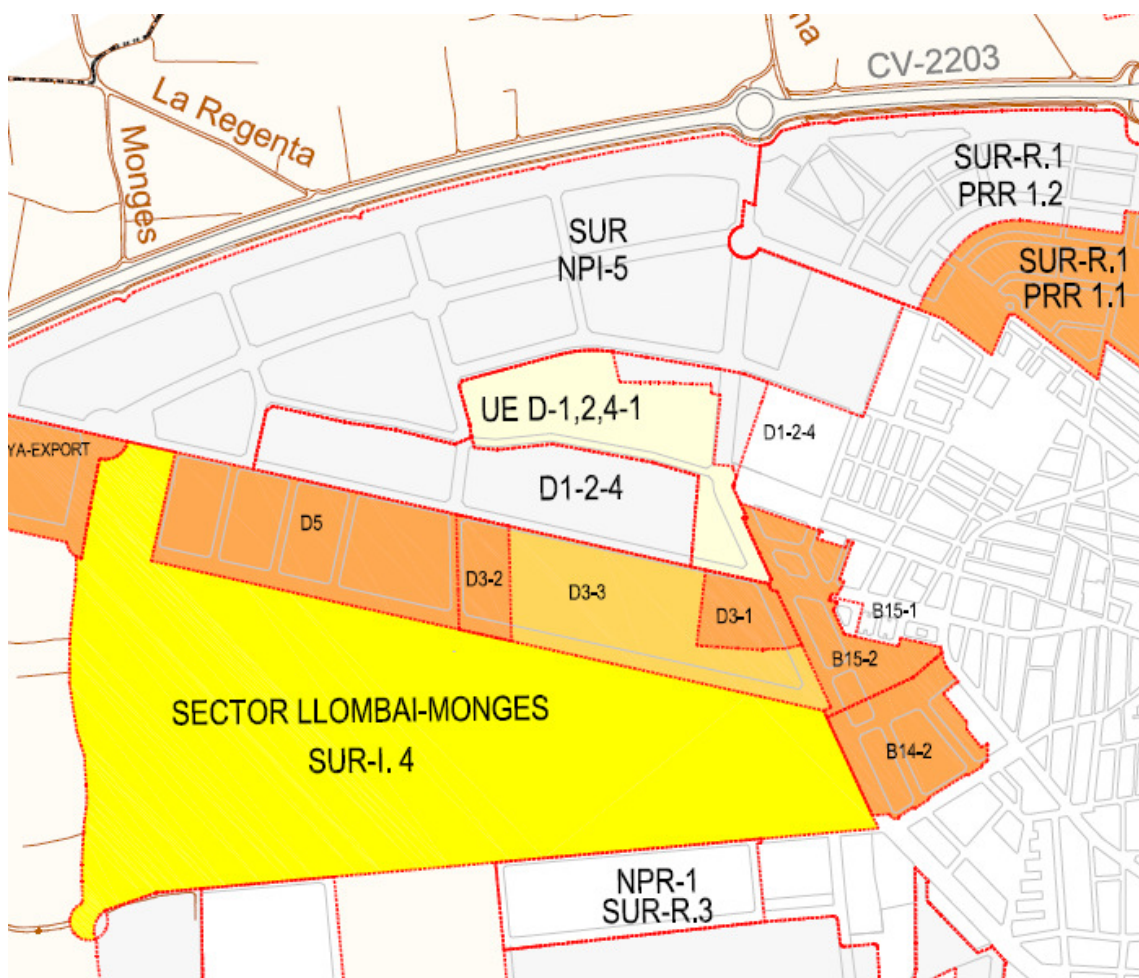 CV-2203
La Regenta
Monges
SUR-R.1
PRR 1.2
SUR
NPI-5
SUR-R.1
PRR 1.1
UE D-1,2,4-1
D1-2-4
YA-EXPORT
D1-2-4
D5
D3-2
D3-3
D3-1
B15-1
B15-2
SECTOR LLOMBAI-MONGES
SUR-I. 4
B14-2
NPR-1
SUR-R.3